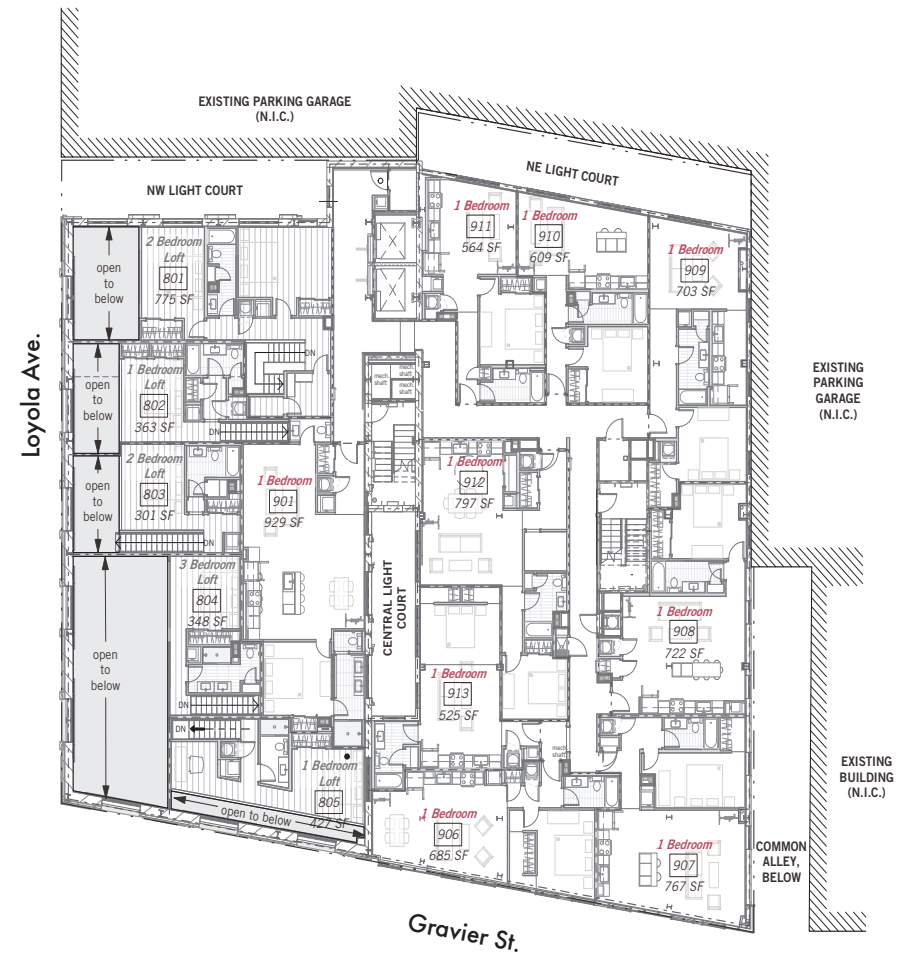 EXISTING PARKING GARAGE
(N.I.C.)
NE LIGHT COURT
NW LIGHT COURT
1 Bedroom
911
564 SF
1 Bedroom
910
609 SF
1 Bedroom
909
703 SF
2 Bedroom
Loft
801
775 SF
open
to
below
Loyola Ave.
DN
mech.
shaft
mech.
shaft
mech.
shaft
1 Bedroom
Loft
802
363 SF
open
to
below
DN
EXISTING
PARKING
GARAGE
(N.I.C.)
2 Bedroom
Loft
803
301 SF
open
to
below
DN
1 Bedroom
901
929 SF
1 Bedroom
912
797 SF
3 Bedroom
Loft
804
348 SF
open
to
below
DN
CENTRAL LIGHT
COURT
1 Bedroom
908
722 SF
1 Bedroom
913
525 SF
DN
mech.
shaft
1 Bedroom
Loft
805
427 SF
open to below
EXISTING
BUILDING
(N.I.C.)
1 Bedroom
906
685 SF
1 Bedroom
907
767 SF
COMMON
ALLEY,
BELOW
Gravier St.